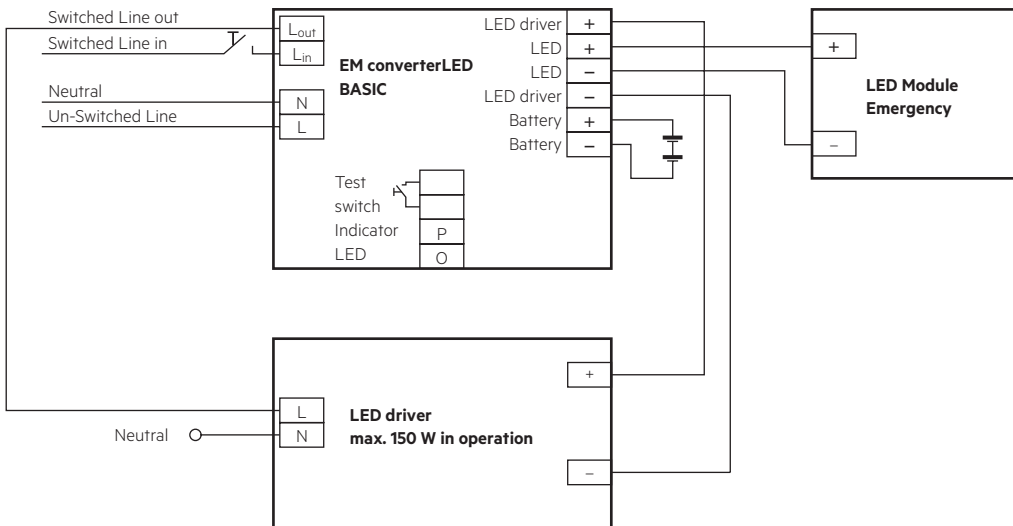 Switched Line out
Switched Line in
Neutral
Un-Switched Line
Lout
Lin
N
L
EM converterLED
BASIC
LED driver +
LED +
LED –
LED driver –
Battery +
Battery –
Test
switch
Indicator P
LED O
+
LED Module
Emergency
–
L
N
Neutral
LED driver
max. 150 W in operation
+
–